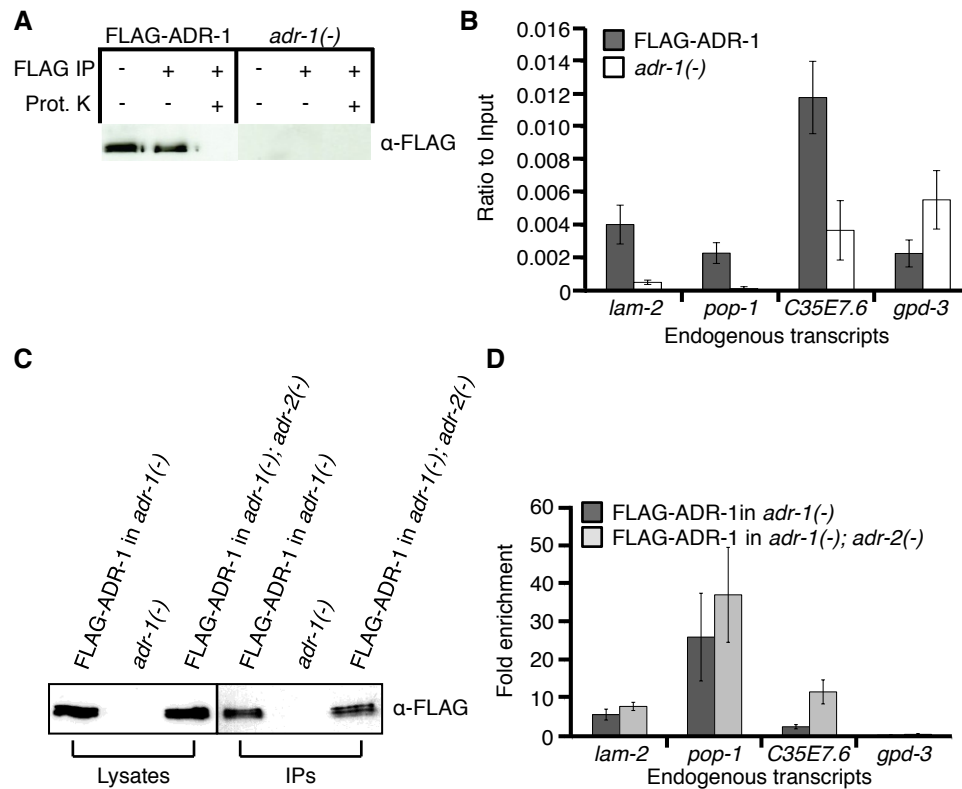 A
FLAG-ADR-1 adr-1(-)
FLAG IP - + + - + +
Prot. K - - + - - +
α-FLAG
B
0.016
0.014
0.012
0.010
0.008
0.006
0.004
0.002
0
Ratio to Input
FLAG-ADR-1
adr-1(-)
lam-2 pop-1 C35E7.6 gpd-3
Endogenous transcripts
C
FLAG-ADR-1 in adr-1(-)
adr-1(-)
FLAG-ADR-1 in adr-1(-); adr-2(-)
FLAG-ADR-1 in adr-1(-)
adr-1(-)
FLAG-ADR-1 in adr-1(-); adr-2(-)
α-FLAG
Lysates IPs
D
60
50
40
30
20
10
0
Fold enrichment
FLAG-ADR-1in adr-1(-)
FLAG-ADR-1 in adr-1(-); adr-2(-)
lam-2 pop-1 C35E7.6 gpd-3
Endogenous transcripts